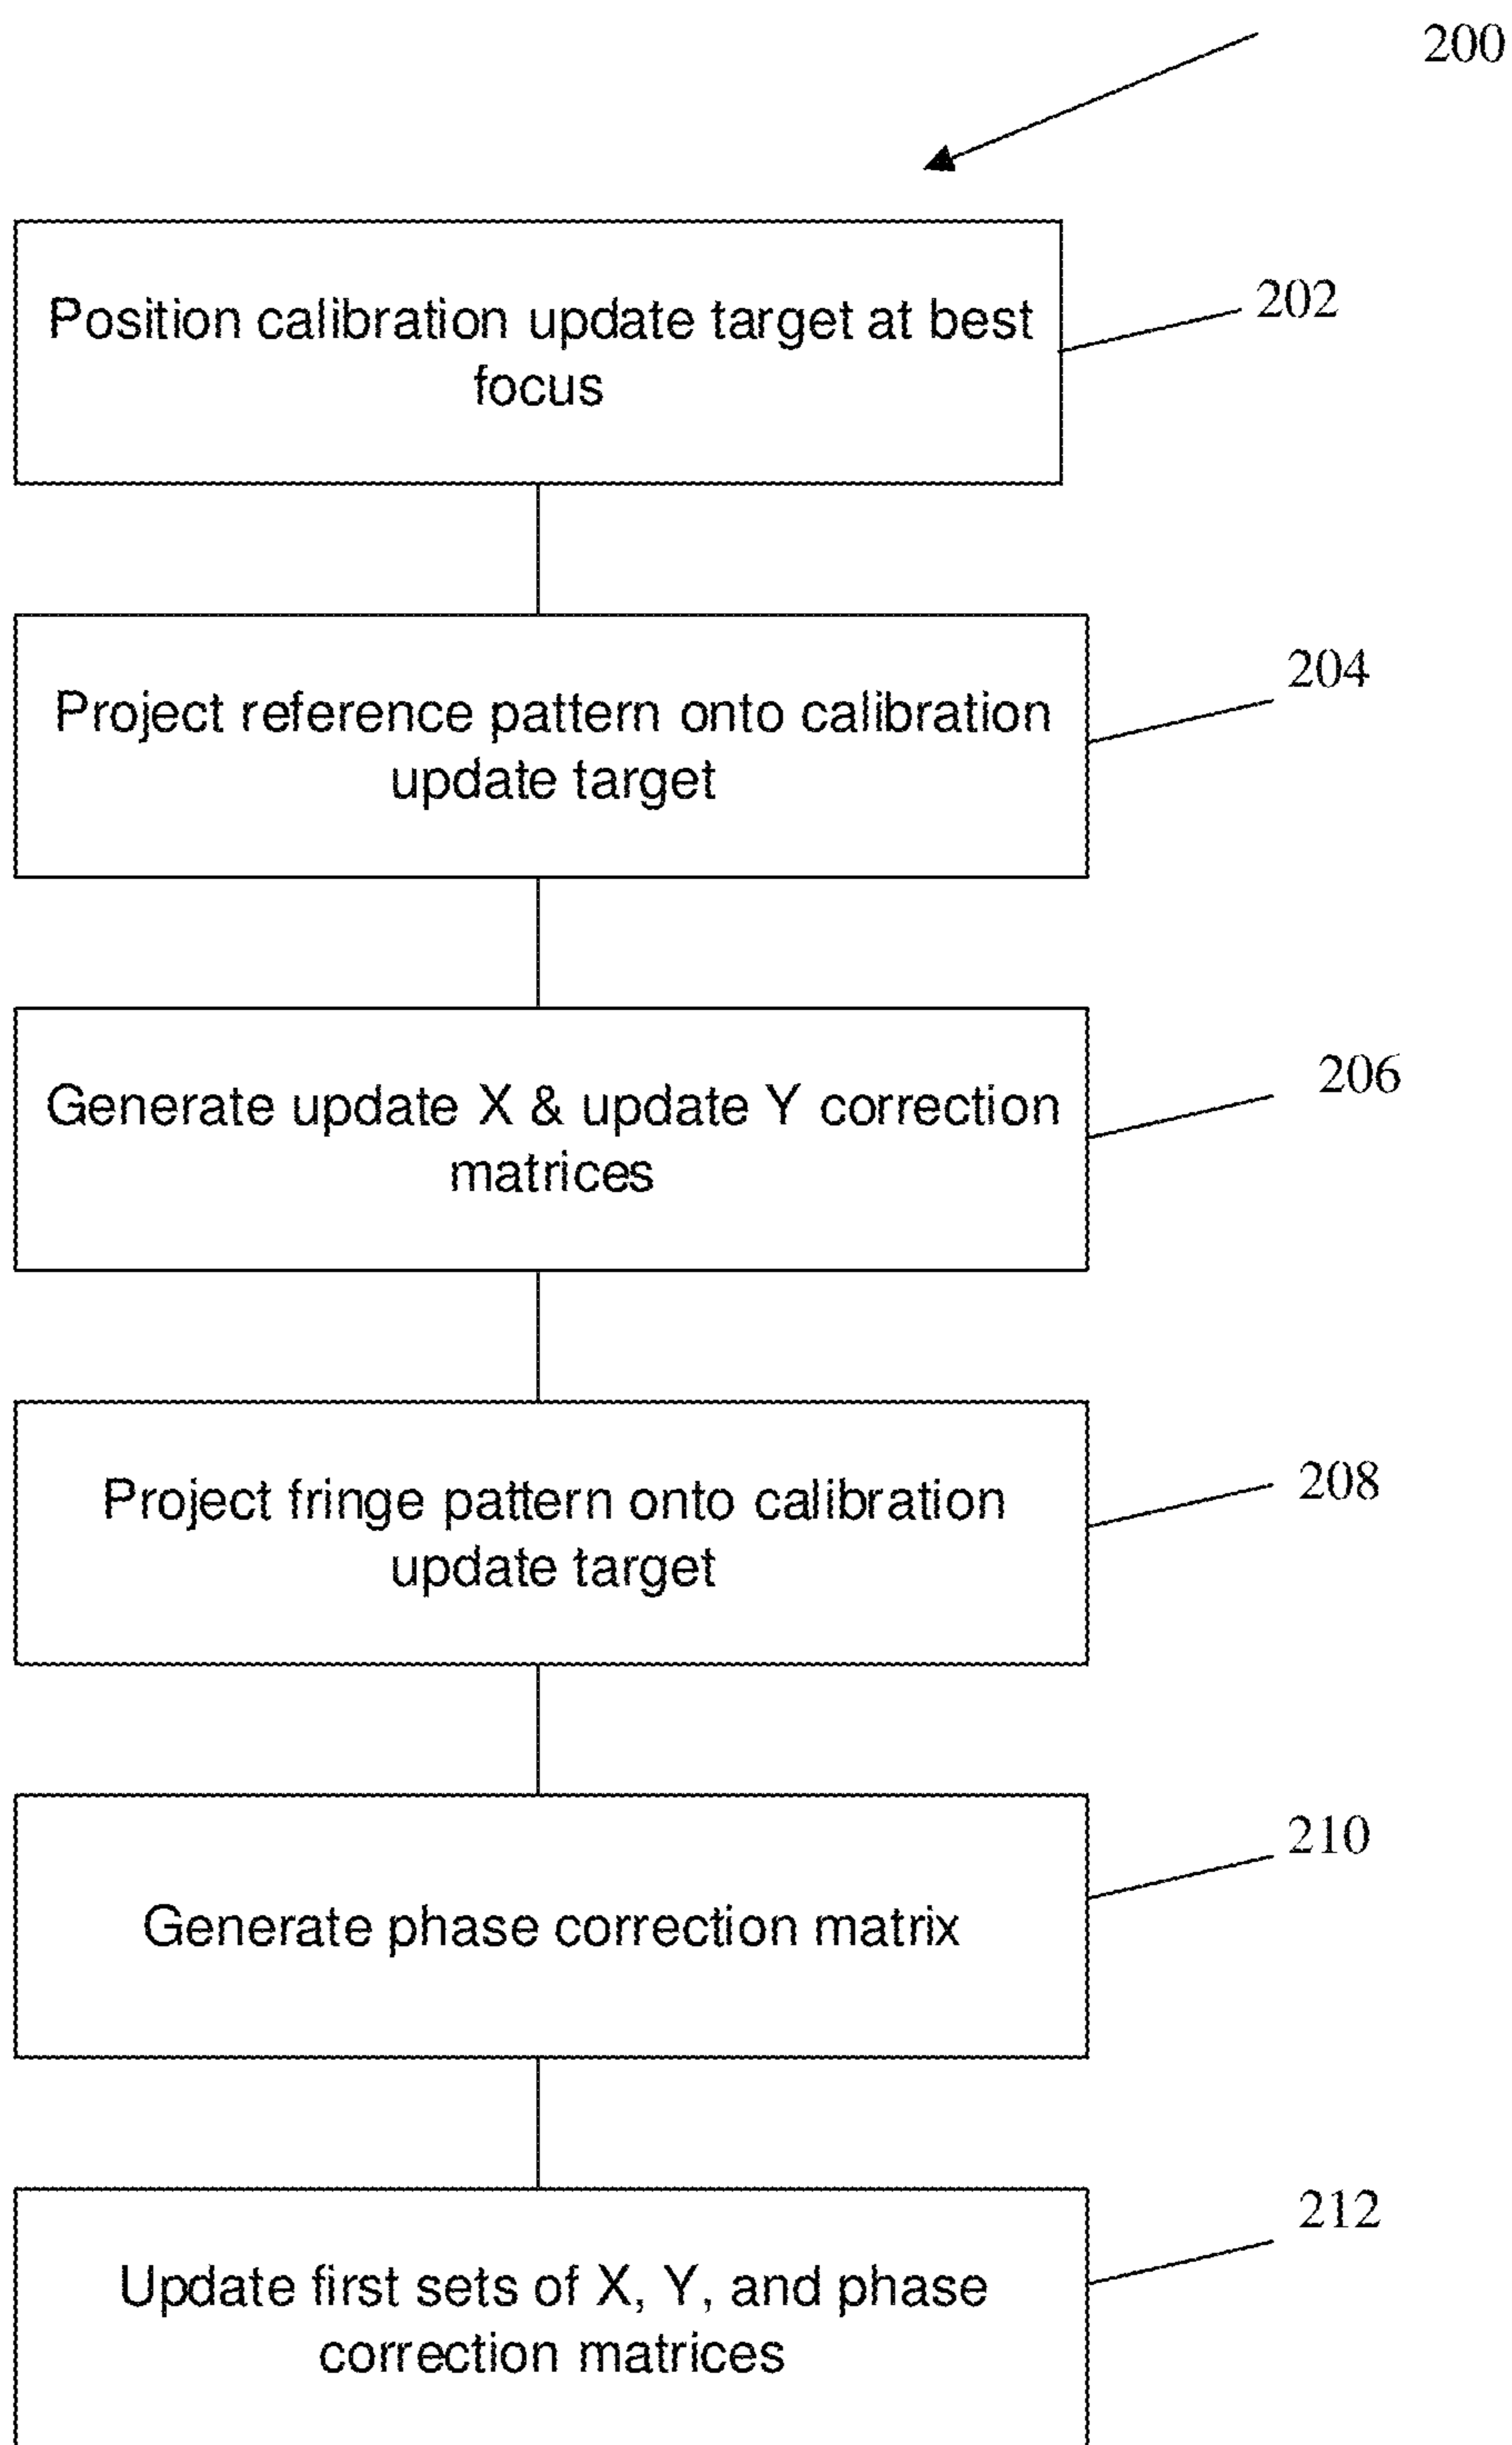 200
Position calibration update target at best
focus
202
Project reference pattern onto calibration
update target
204
Generate update X & update Y correction
matrices
206
Project fringe pattern onto calibration
update target
208
Generate phase correction matrix
210
Update first sets of X, Y, and phase
correction matrices
212